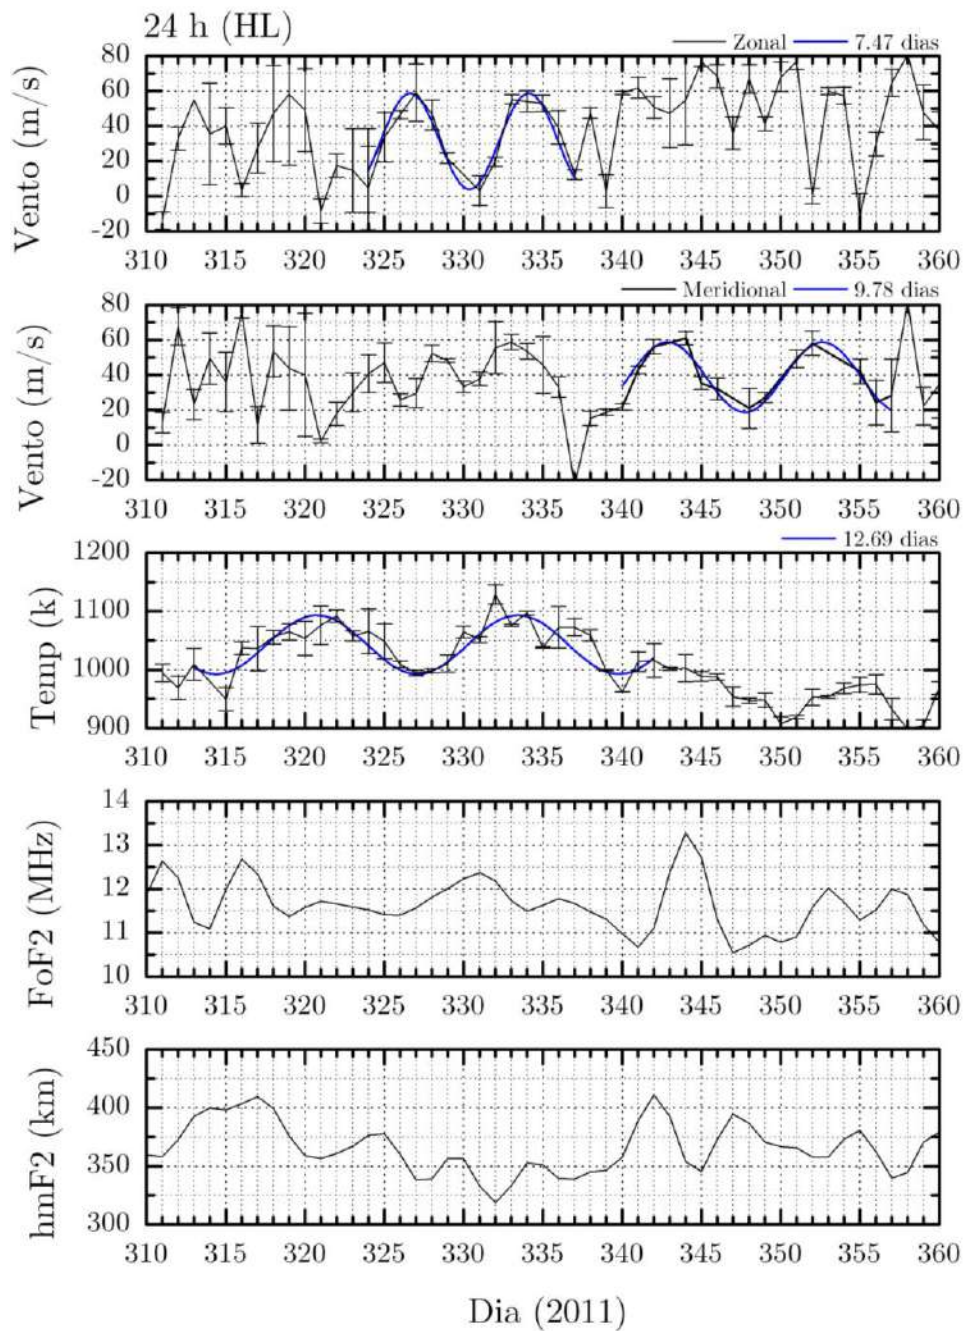 24 h (HL)
Zonal 7.47 dias
Vento (m/s)
80
60
40
20
0
-20
310 315 320 325 330 335 340 345 350 355 360
Meridional 9.78 dias
Vento (m/s)
80
60
40
20
0
-20
310 315 320 325 330 335 340 345 350 355 360
12.69 dias
Temp (k)
1200
1100
1000
900
310 315 320 325 330 335 340 345 350 355 360
FoF2 (MHz)
14
13
12
11
10
310 315 320 325 330 335 340 345 350 355 360
hmF2 (km)
450
400
350
300
310 315 320 325 330 335 340 345 350 355 360
Dia (2011)